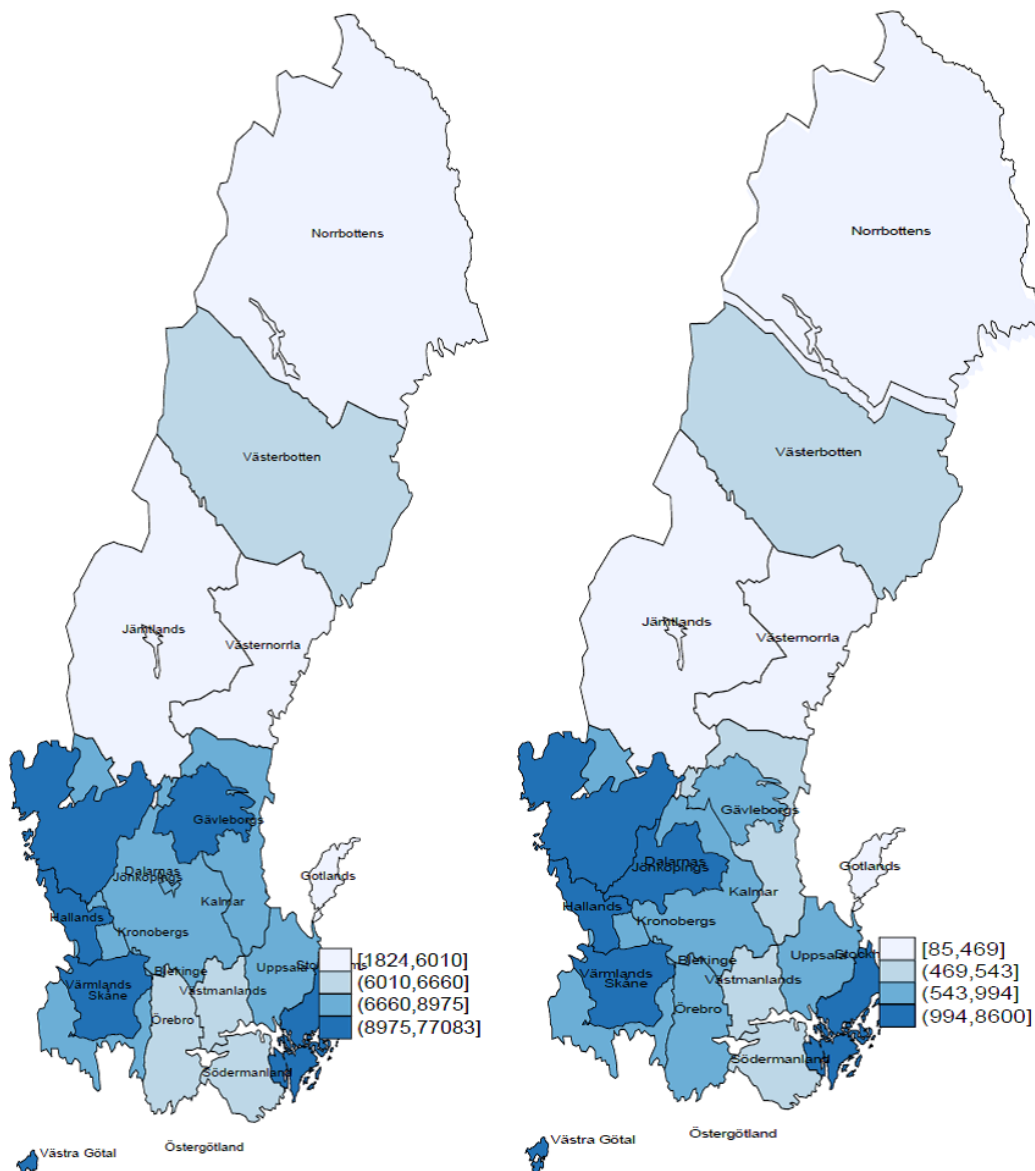 Norrbottens
Västerbotten
Jämtlands
Västernorrla
Gävleborgs
Dalarnas
Jönköpings
Gotlands
Kalmar
Hallands
Kronobergs
Blekinge
Uppsala
[1824,6010]
(6010,6660]
(6660,8975]
(8975,77083]
Värmlands
Skåne
Västmanlands
Örebro
Södermanland
Östergötland
Västra Götal
Norrbottens
Västerbotten
Jämtlands
Västernorrla
Gävleborgs
Dalarnas
Jönköpings
Gotlands
Kalmar
Hallands
Kronobergs
Blekinge
Uppsala
[85,469]
(469,543]
(543,994]
(994,8600]
Värmlands
Skåne
Västmanlands
Örebro
Södermanland
Östergötland
Västra Götal